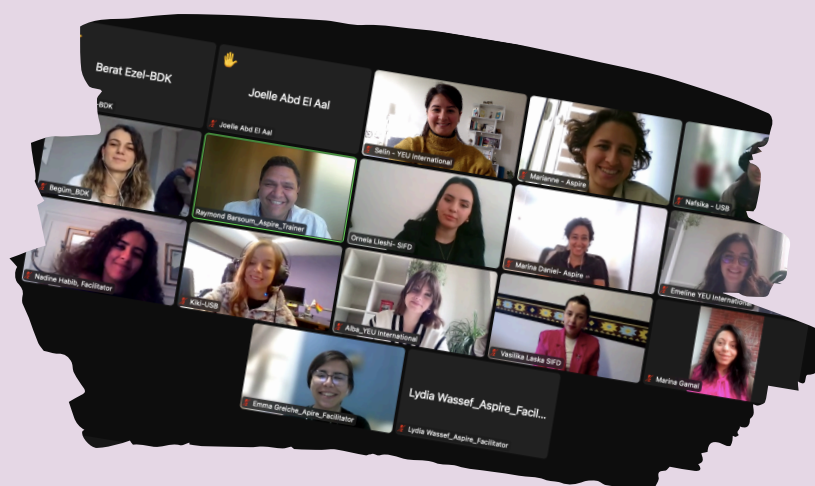 Berat Ezel-BDK
-BDK
Joelle Abd El Aal
Joelle Abd El Aal
Selin - YEU International
Marianne - Aspire
Nafsika - USB
Begüm_BDK
Raymond Barsoum_Aspire_Trainer
Ornela Lleshi- SIFD
Marina Daniel- Aspire
Emeline YEU International
Nadine Habib, Facilitator
Kiki-USB
Alba_YEU International
Vasilika Laska SIFD
Marina Gamal
Emma Greiche_Apire_Facilitator
Lydia Wassef_Aspire_Facil...
Lydia Wassef_Aspire_Facilitator